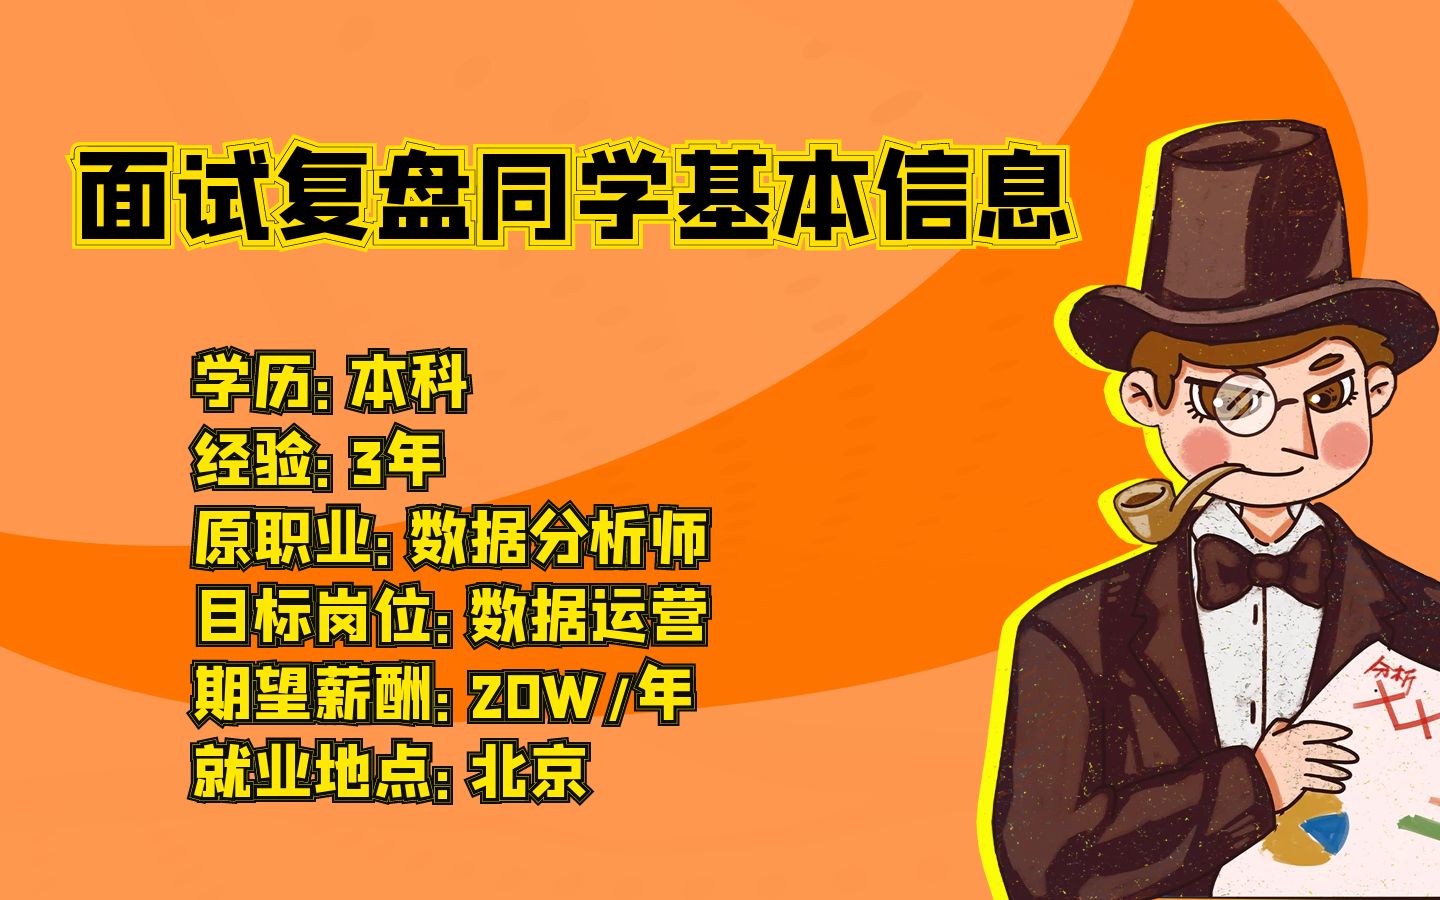 面试复盘同学基本信息
学历: 本科
经验: 3年
原职业: 数据分析师
目标岗位: 数据运营
期望薪酬: 20W/年
就业地点: 北京
分析